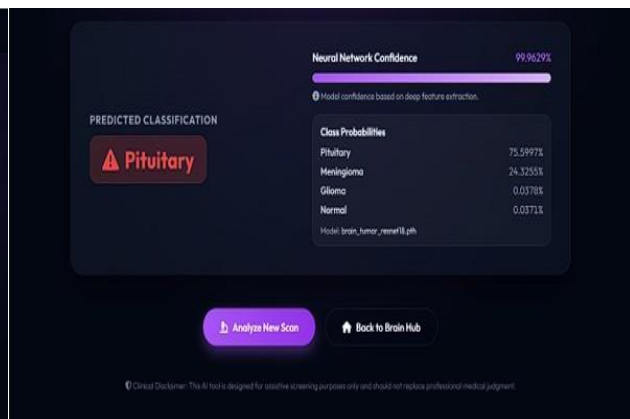 Neural Network Confidence 99.9629%
Model confidence based on deep feature extraction.
PREDICTED CLASSIFICATION
Pituitary
Class Probabilities
Pituitary 75.5997%
Meningioma 24.3255%
Glioma 0.0378%
Normal 0.0371%
Model: brain_tumor_resnet18.pth
Analyze New Scan
Back to Brain Hub
Clinical Disclaimer: This AI tool is designed for assistive screening purposes only and should not replace professional medical judgment.